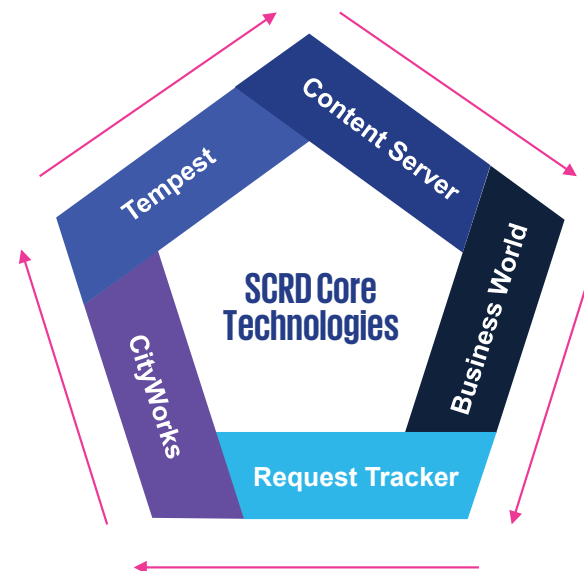 Content Server
Tempest
Business World
SCRD Core
Technologies
CityWorks
Request Tracker